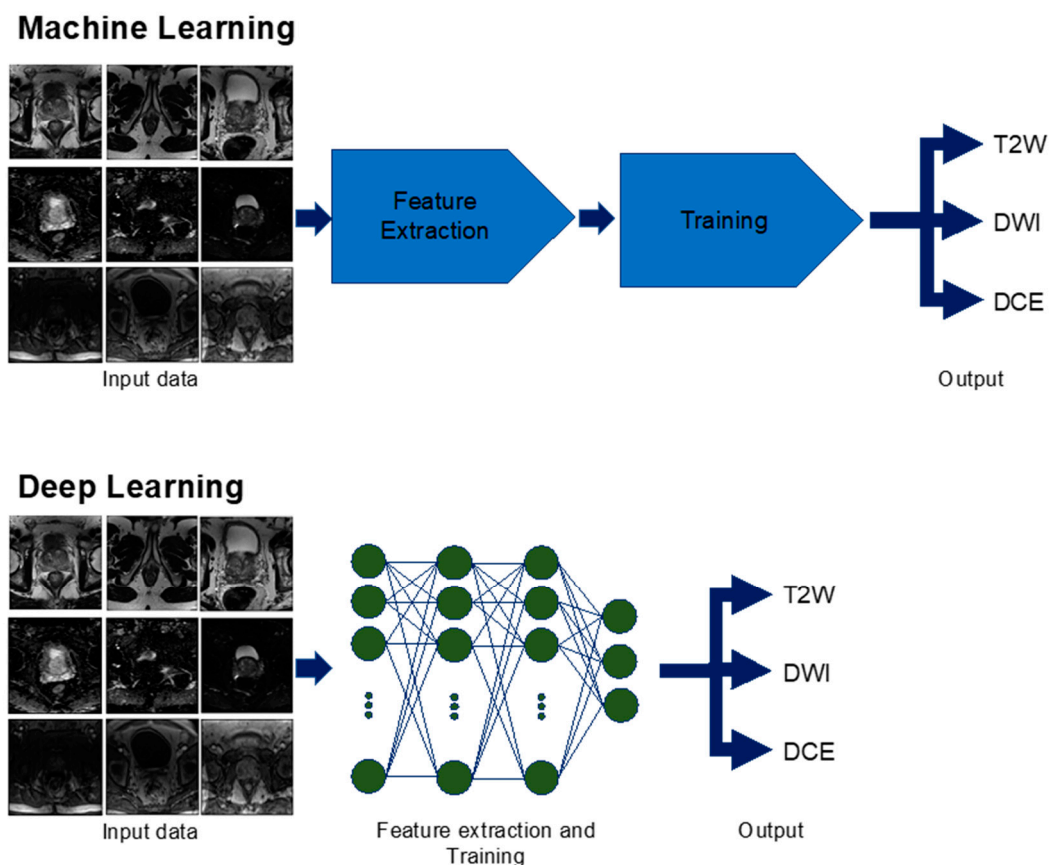 Machine Learning
Feature
Extraction
Training
T2W
DWI
DCE
Input data
Output
Deep Learning
T2W
DWI
DCE
Input data
Feature extraction and
Training
Output